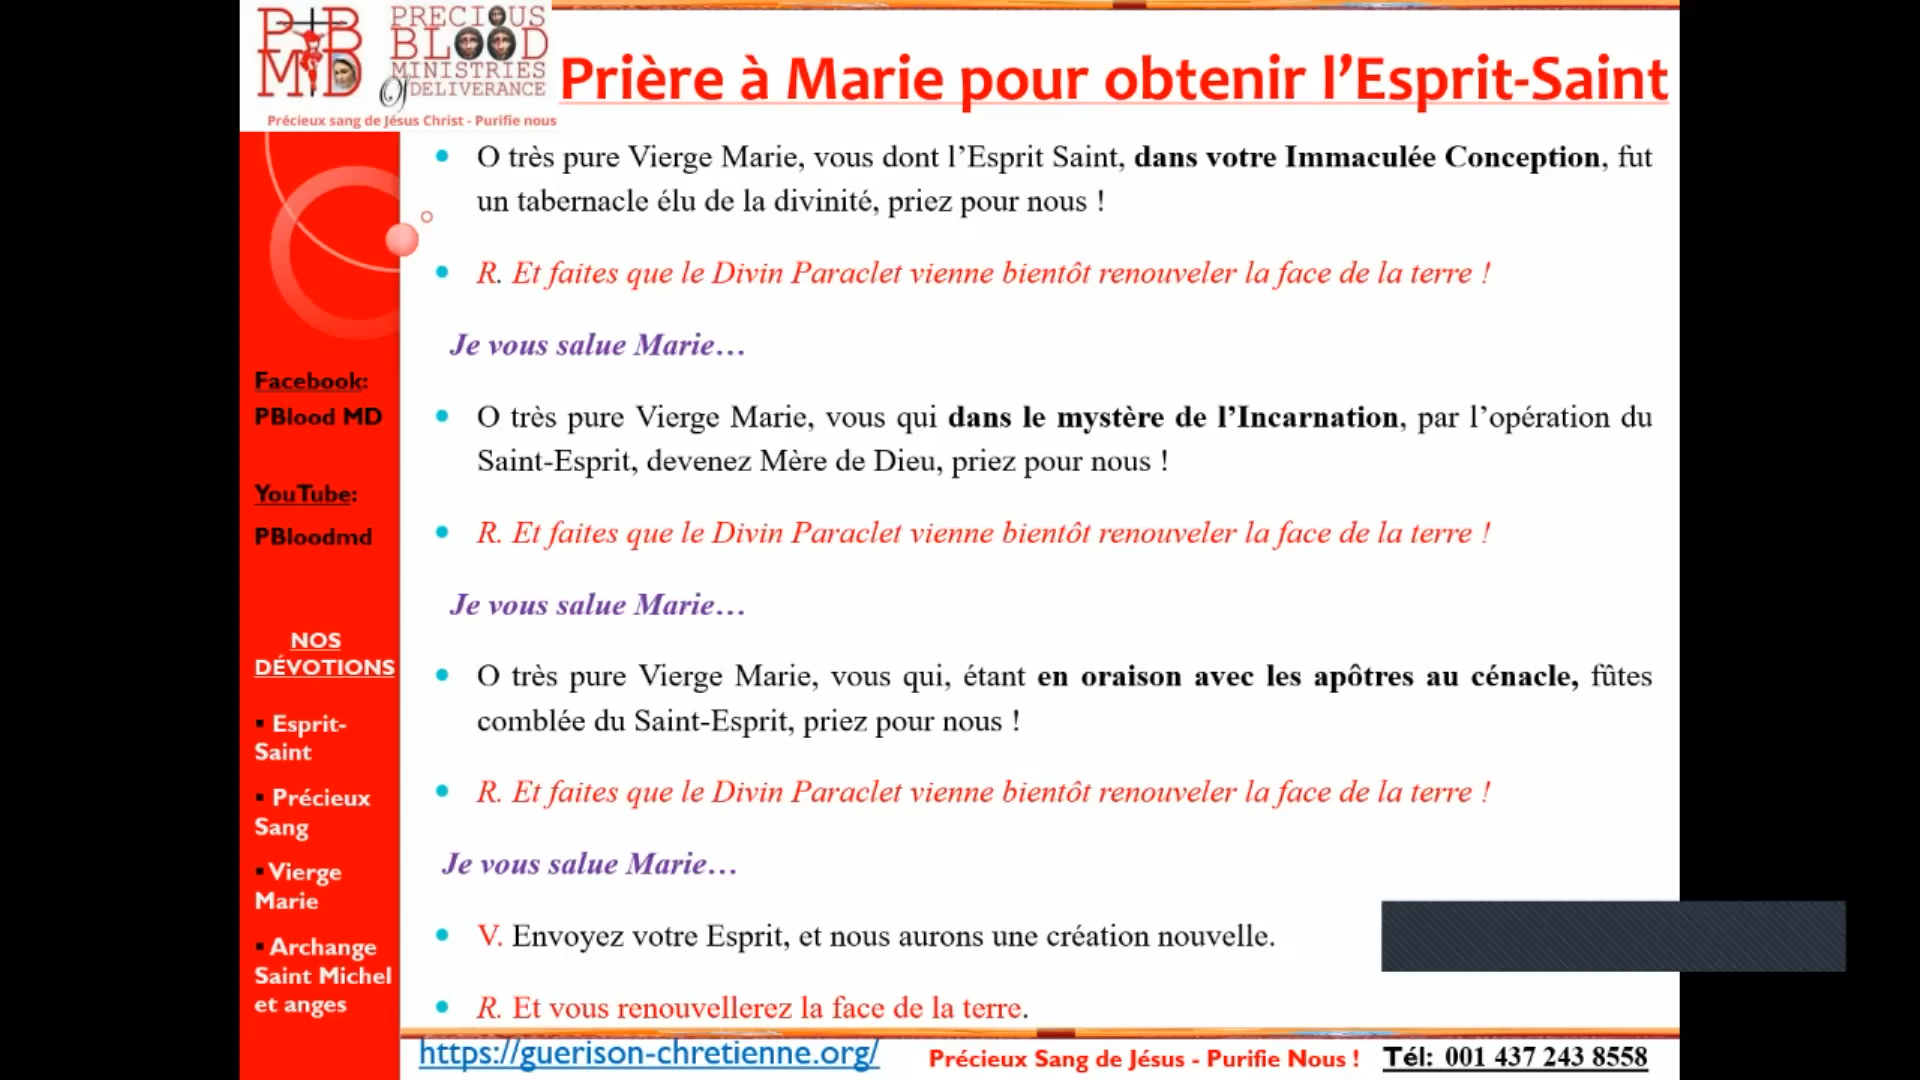 P B
M D
PRECIOUS
BLOOD
MINISTRIES
Of DELIVERANCE
Précieux sang de Jésus Christ - Purifie nous
Prière à Marie pour obtenir l’Esprit-Saint
O très pure Vierge Marie, vous dont l’Esprit Saint, dans votre Immaculée Conception, fut
un tabernacle élu de la divinité, priez pour nous !
R. Et faites que le Divin Paraclet vienne bientôt renouveler la face de la terre !
Je vous salue Marie…
O très pure Vierge Marie, vous qui dans le mystère de l’Incarnation, par l’opération du
Saint-Esprit, devenez Mère de Dieu, priez pour nous !
R. Et faites que le Divin Paraclet vienne bientôt renouveler la face de la terre !
Je vous salue Marie…
O très pure Vierge Marie, vous qui, étant en oraison avec les apôtres au cénacle, fûtes
comblée du Saint-Esprit, priez pour nous !
R. Et faites que le Divin Paraclet vienne bientôt renouveler la face de la terre !
Je vous salue Marie…
V. Envoyez votre Esprit, et nous aurons une création nouvelle.
R. Et vous renouvellerez la face de la terre.
Facebook:
PBlood MD
YouTube:
PBloodmd
NOS
DÉVOTIONS
▪ Esprit-
Saint
▪ Précieux
Sang
▪ Vierge
Marie
▪ Archange
Saint Michel
et anges
https://guerison-chretienne.org/ Précieux Sang de Jésus - Purifie Nous ! Tél: 001 437 243 8558